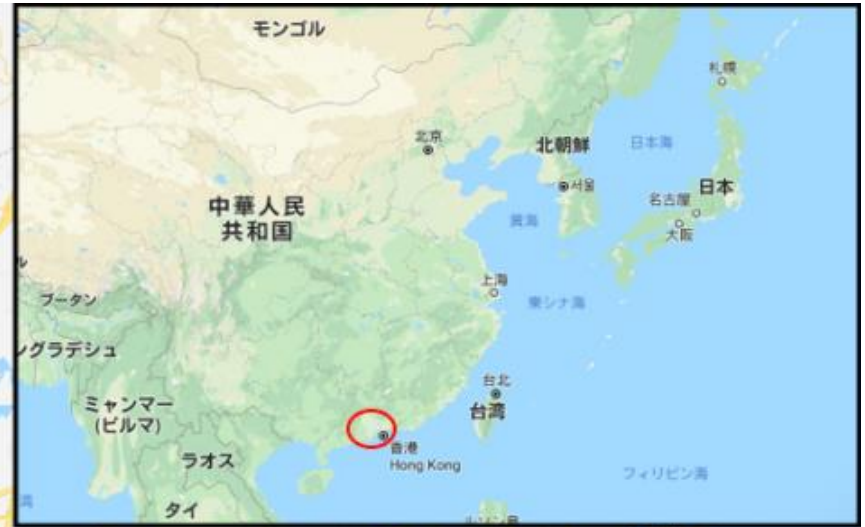 モンゴル
札幌
北京
北朝鮮
日本海
서울
日本
名古屋
大阪
中華人民
共和国
黄海
上海
東シナ海
ブータン
ングラデシュ
台北
台湾
ミャンマー
(ビルマ)
香港
Hong Kong
ラオス
フィリピン海
タイ